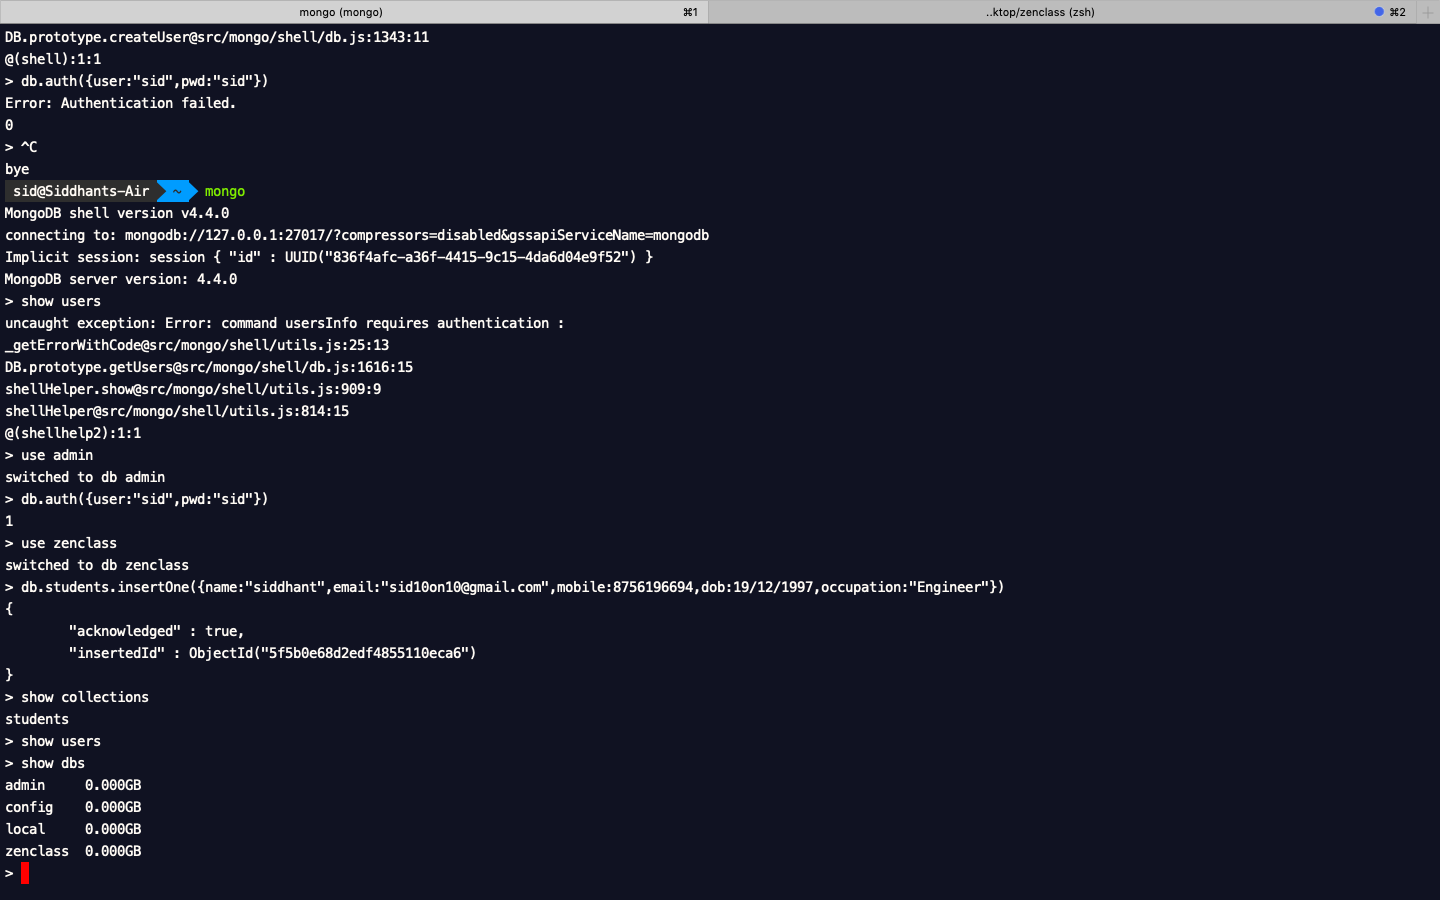 mongo (mongo) ⌘1 ..ktop/zenclass (zsh) ⌘2
DB.prototype.createUser@src/mongo/shell/db.js:1343:11
@(shell):1:1
> db.auth({user:"sid",pwd:"sid"})
Error: Authentication failed.
0
> ^C
bye
sid@Siddhants-Air ~ mongo
MongoDB shell version v4.4.0
connecting to: mongodb://127.0.0.1:27017/?compressors=disabled&gssapiServiceName=mongodb
Implicit session: session { "id" : UUID("836f4afc-a36f-4415-9c15-4da6d04e9f52") }
MongoDB server version: 4.4.0
> show users
uncaught exception: Error: command usersInfo requires authentication :
_getErrorWithCode@src/mongo/shell/utils.js:25:13
DB.prototype.getUsers@src/mongo/shell/db.js:1616:15
shellHelper.show@src/mongo/shell/utils.js:909:9
shellHelper@src/mongo/shell/utils.js:814:15
@(shellhelp2):1:1
> use admin
switched to db admin
> db.auth({user:"sid",pwd:"sid"})
1
> use zenclass
switched to db zenclass
> db.students.insertOne({name:"siddhant",email:"sid10on10@gmail.com",mobile:8756196694,dob:19/12/1997,occupation:"Engineer"})
{
"acknowledged" : true,
"insertedId" : ObjectId("5f5b0e68d2edf4855110eca6")
}
> show collections
students
> show users
> show dbs
admin 0.000GB
config 0.000GB
local 0.000GB
zenclass 0.000GB
>